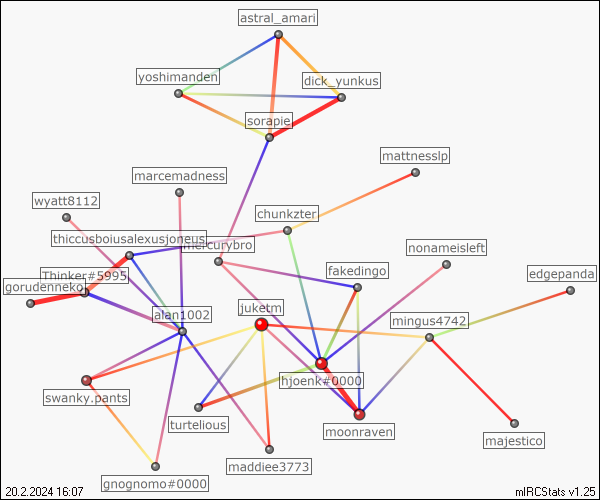 astral_amari
yoshimanden
dick_yunkus
sorapie
mattnesslp
marcemadness
wyatt8112
chunkzter
thiccusboiusalexusjoneus
mercurybro
nonameisleft
Thinker#5995
fakedingo
edgepanda
gorudenneko
juketm
alan1002
mingus4742
hjoenk#0000
swanky.pants
turtelious
moonraven
majestico
maddiee3773
gnognomo#0000
20.2.2024 16:07
mIRCStats v1.25